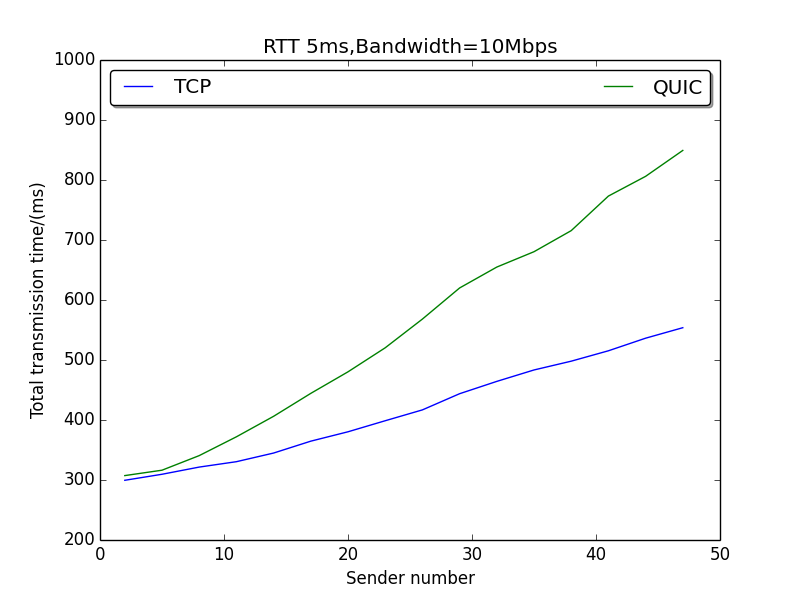 RTT 5ms,Bandwidth=10Mbps
TCP QUIC
1000
900
800
700
600
500
400
300
200
Total transmission time/(ms)
0 10 20 30 40 50
Sender number